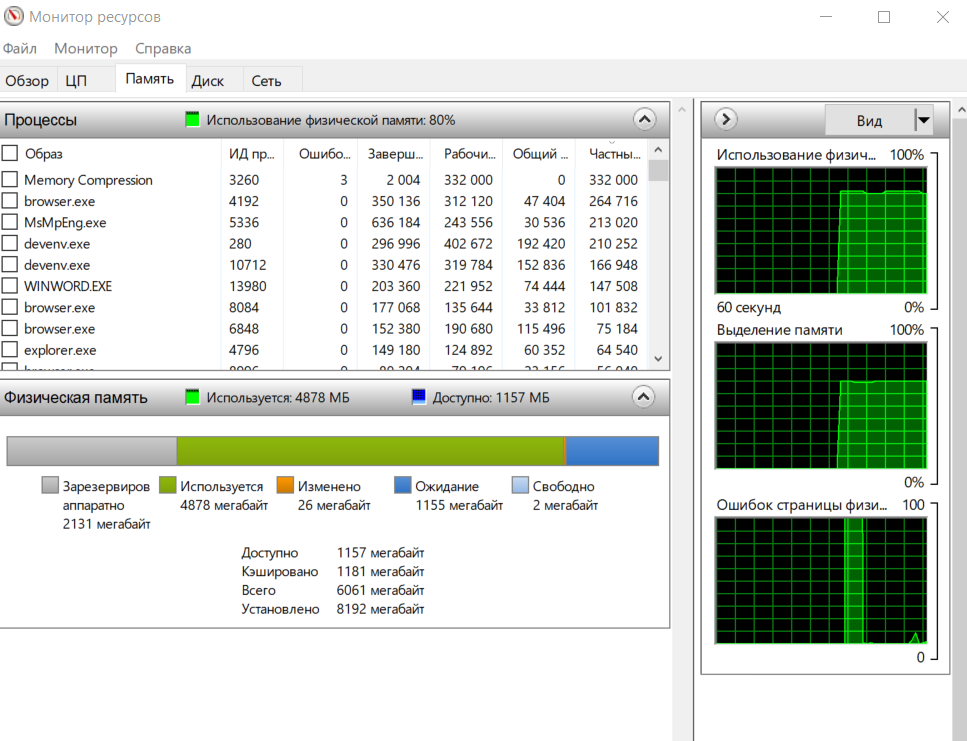 Монитор ресурсов
Файл Монитор Справка
Обзор ЦП Память Диск Сеть
Процессы Использование физической памяти: 80%
Образ ИД пр... Ошибо... Заверш... Рабочи... Общий ... Частны...
Memory Compression 3260 3 2 004 332 000 0 332 000
browser.exe 4192 0 350 136 312 120 47 404 264 716
MsMpEng.exe 5336 0 636 184 243 556 30 536 213 020
devenv.exe 280 0 296 996 402 672 192 420 210 252
devenv.exe 10712 0 330 476 319 784 152 836 166 948
WINWORD.EXE 13980 0 203 360 221 952 74 444 147 508
browser.exe 8084 0 177 068 135 644 33 812 101 832
browser.exe 6848 0 152 380 190 680 115 496 75 184
explorer.exe 4796 0 149 180 124 892 60 352 64 540
Физическая память Используется: 4878 МБ Доступно: 1157 МБ
Зарезервиров Используется Изменено Ожидание Свободно
аппаратно 4878 мегабайт 26 мегабайт 1155 мегабайт 2 мегабайт
2131 мегабайт
Доступно 1157 мегабайт
Кэшировано 1181 мегабайт
Всего 6061 мегабайт
Установлено 8192 мегабайт
Вид
Использование физич... 100%
60 секунд 0%
Выделение памяти 100%
0%
Ошибок страницы физи... 100
0